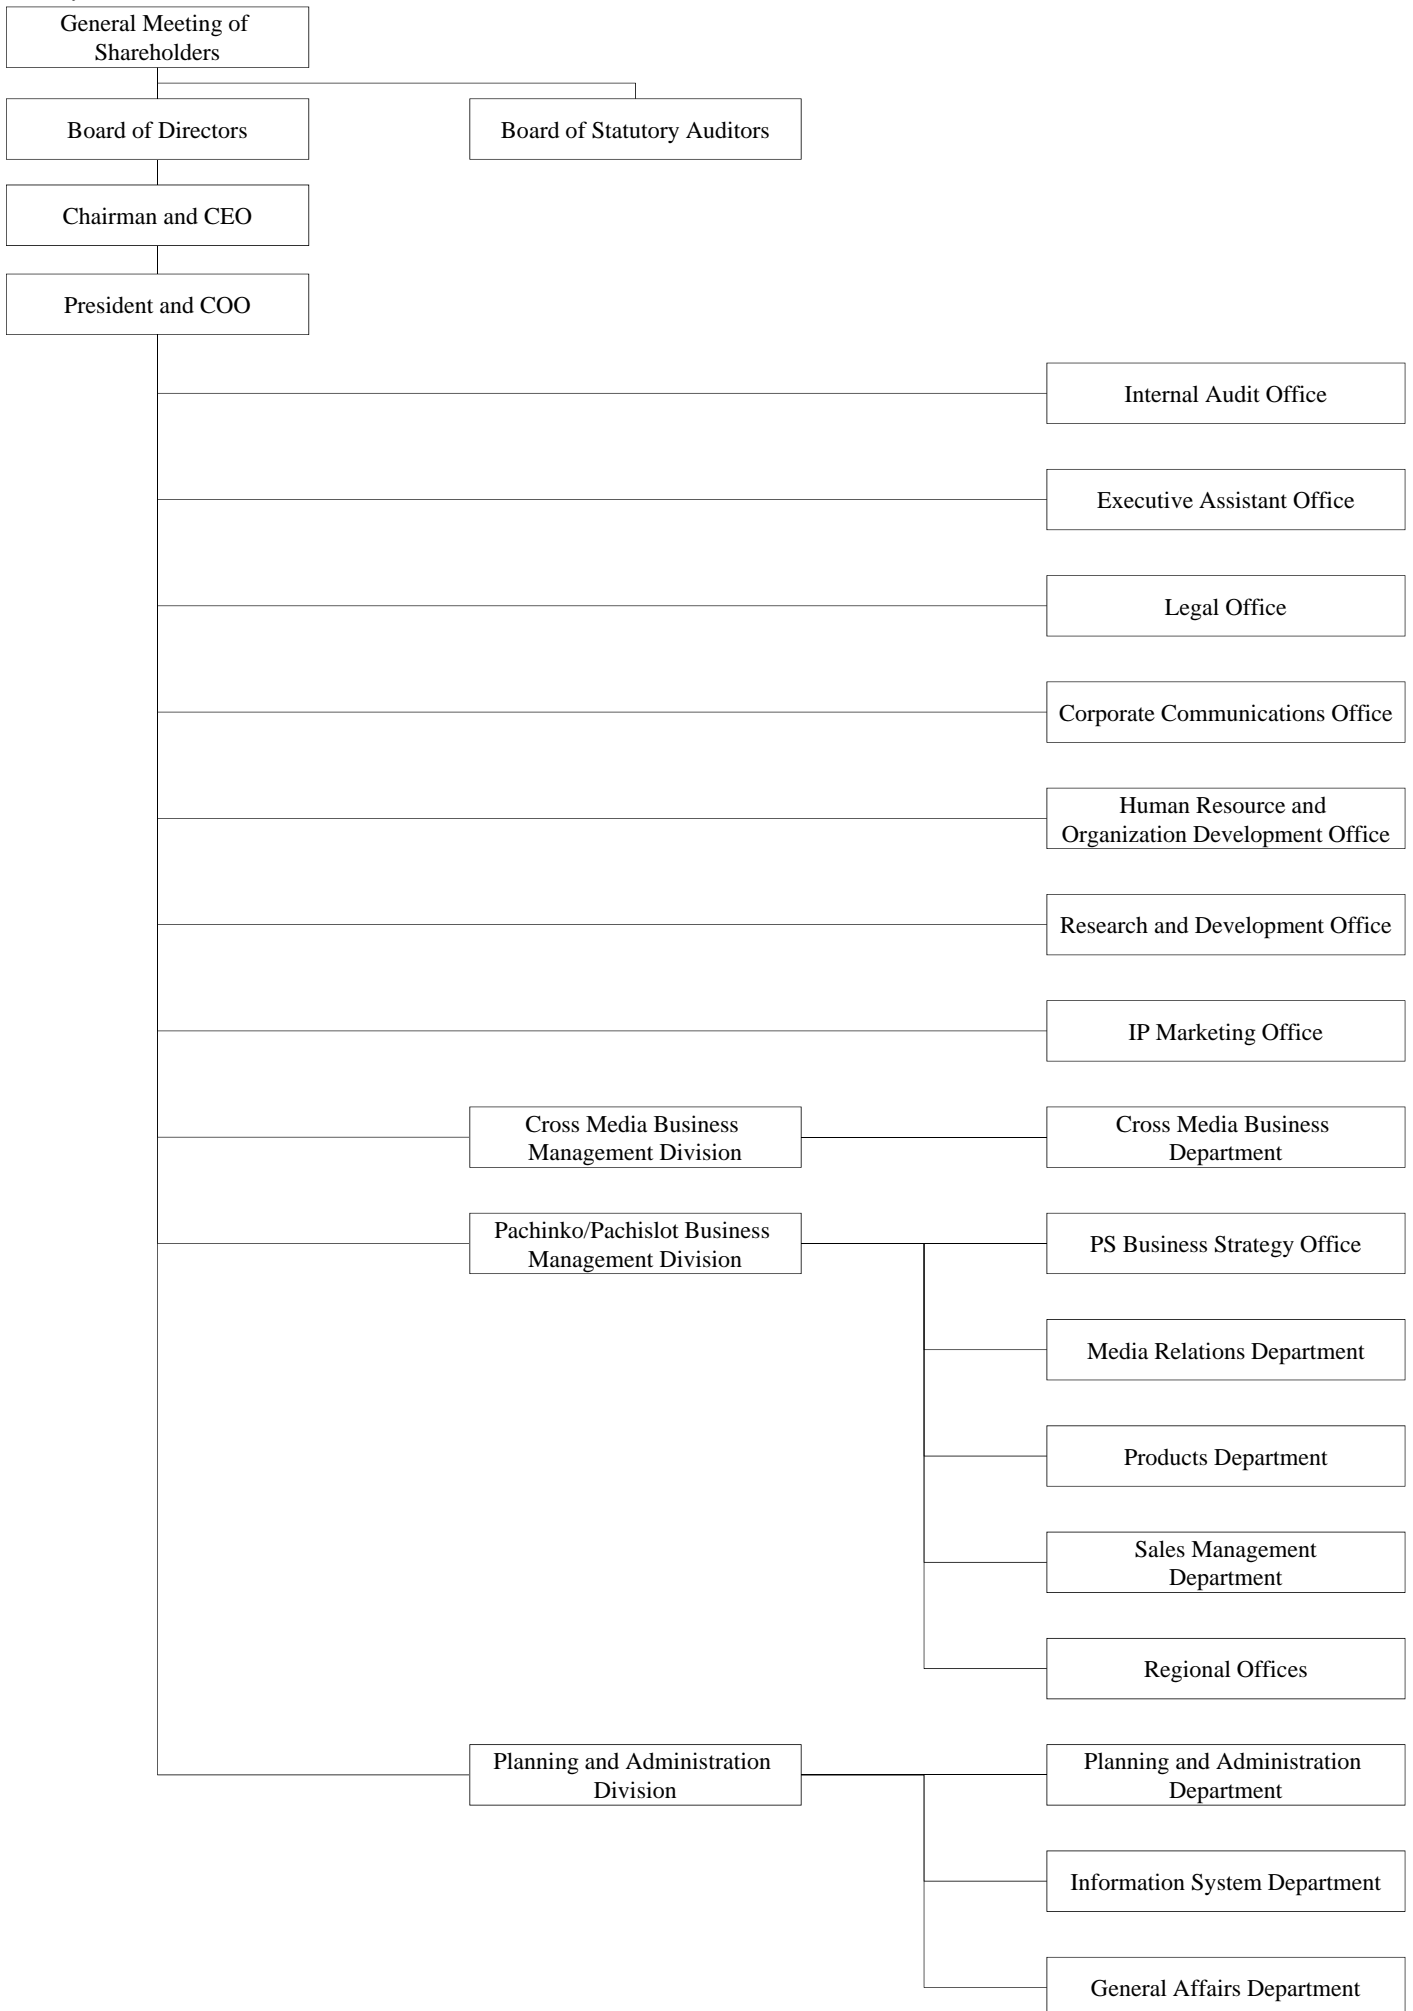 General Meeting of
Shareholders
Board of Directors
Board of Statutory Auditors
Chairman and CEO
President and COO
Internal Audit Office
Executive Assistant Office
Legal Office
Corporate Communications Office
Human Resource and
Organization Development Office
Research and Development Office
IP Marketing Office
Cross Media Business
Management Division
Cross Media Business
Department
Pachinko/Pachislot Business
Management Division
PS Business Strategy Office
Media Relations Department
Products Department
Sales Management
Department
Regional Offices
Planning and Administration
Division
Planning and Administration
Department
Information System Department
General Affairs Department